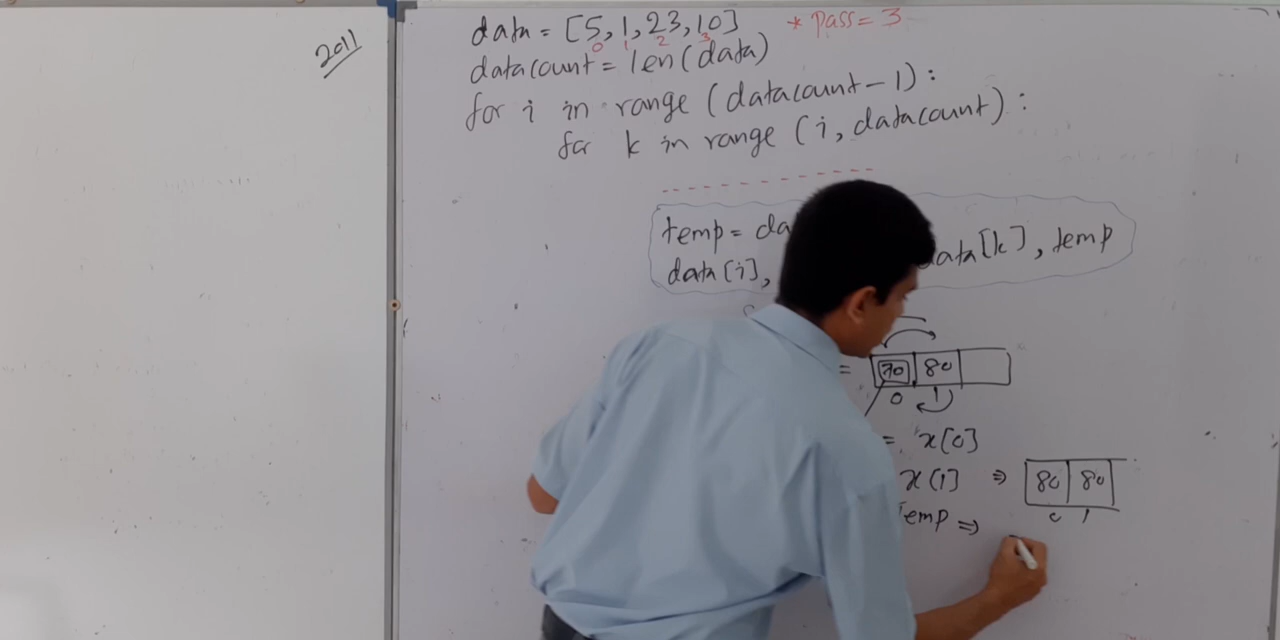 2011
data = [5, 1, 23, 10] * pass = 3
0 1 2 3
datacount = len(data)
for i in range (datacount - 1) :
for k in range (i, datacount) :
temp = da
data [i], ata [k], temp
= 70 80
0 1
= x[0]
x[1] ⇒ 80 80
0 1
Temp ⇒